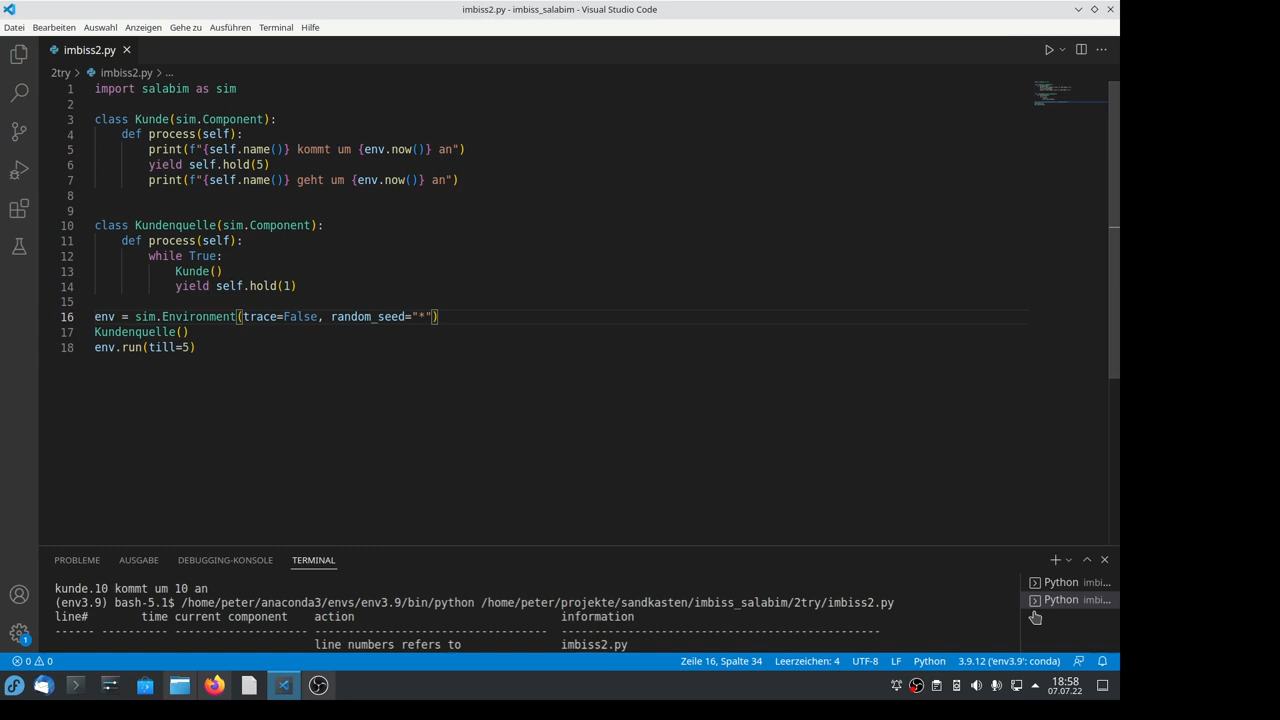 imbiss2.py - imbiss_salabim - Visual Studio Code
Datei Bearbeiten Auswahl Anzeigen Gehe zu Ausführen Terminal Hilfe
imbiss2.py
2try > imbiss2.py > ...
1 import salabim as sim
2
3 class Kunde(sim.Component):
4 def process(self):
5 print(f"{self.name()} kommt um {env.now()} an")
6 yield self.hold(5)
7 print(f"{self.name()} geht um {env.now()} an")
8
9
10 class Kundenquelle(sim.Component):
11 def process(self):
12 while True:
13 Kunde()
14 yield self.hold(1)
15
16 env = sim.Environment(trace=False, random_seed="*")
17 Kundenquelle()
18 env.run(till=5)
PROBLEME AUSGABE DEBUGGING-KONSOLE TERMINAL
kunde.10 kommt um 10 an
(env3.9) bash-5.1$ /home/peter/anaconda3/envs/env3.9/bin/python /home/peter/projekte/sandkasten/imbiss_salabim/2try/imbiss2.py
line# time current component action information
------ ---------- -------------------- ----------------------------------- ------------------------------------------------
line numbers refers to imbiss2.py
Python imbi...
Python imbi...
1
0 0 Zeile 16, Spalte 34 Leerzeichen: 4 UTF-8 LF Python 3.9.12 ('env3.9': conda)
18:58
07.07.22